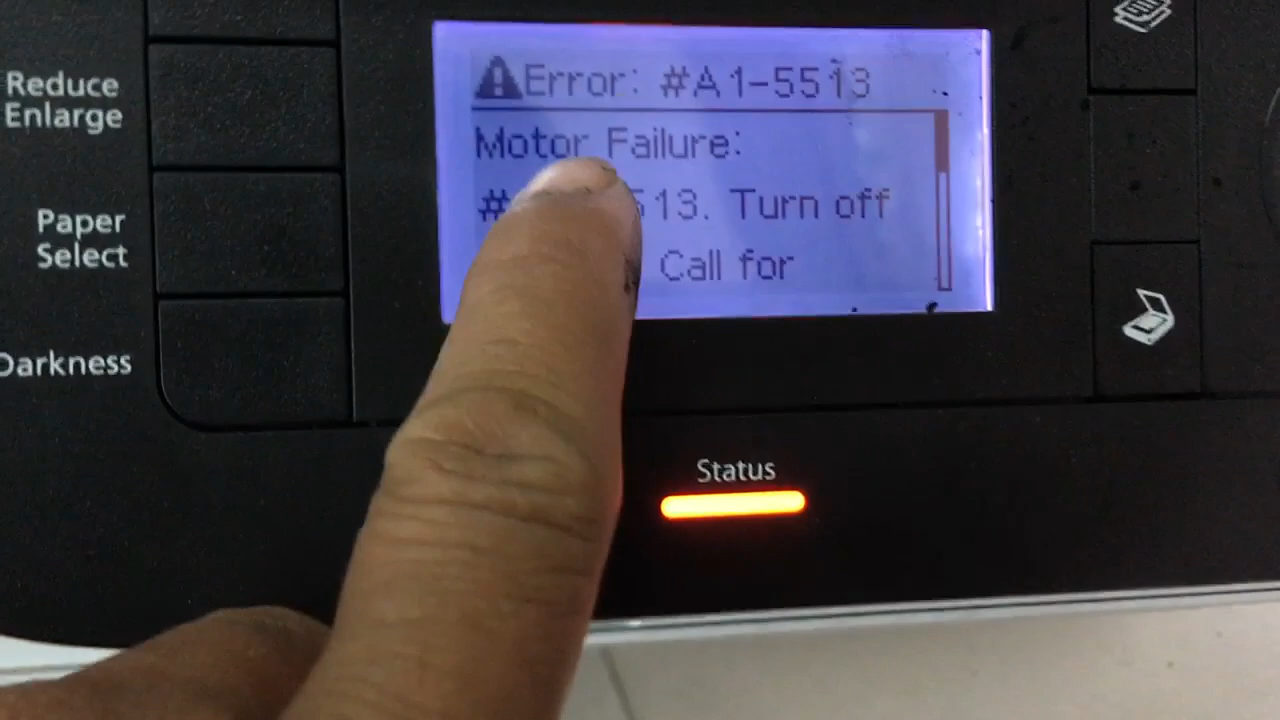 Reduce
Enlarge
Paper
Select
Darkness
Error: #A1-5513
Motor Failure:
# 513. Turn off
Call for
Status